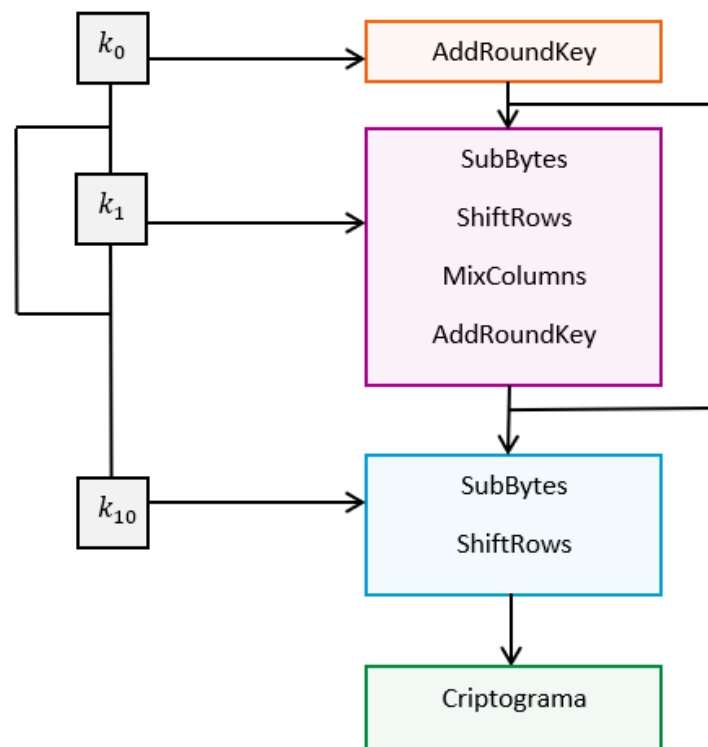 k₀
AddRoundKey
SubBytes
k₁
ShiftRows
MixColumns
AddRoundKey
SubBytes
k₁₀
ShiftRows
Criptograma